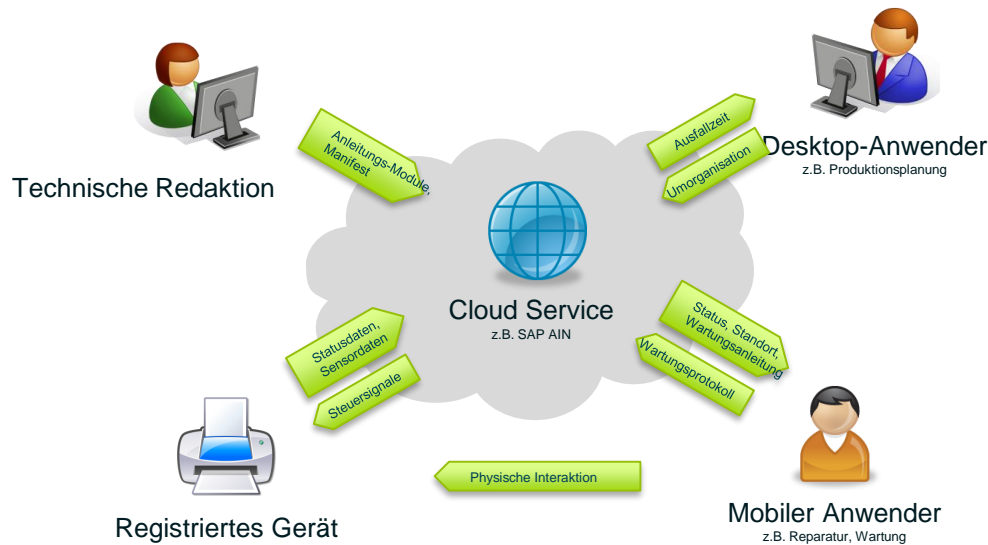 Technische Redaktion
Anleitungs-Module,
Manifest
Ausfallzeit
Umorganisation
Desktop-Anwender
z.B. Produktionsplanung
Cloud Service
z.B. SAP AIN
Statusdaten,
Sensordaten
Steuersignale
Status, Standort,
Wartungsanleitung
Wartungsprotokoll
Physische Interaktion
Registriertes Gerät
Mobiler Anwender
z.B. Reparatur, Wartung